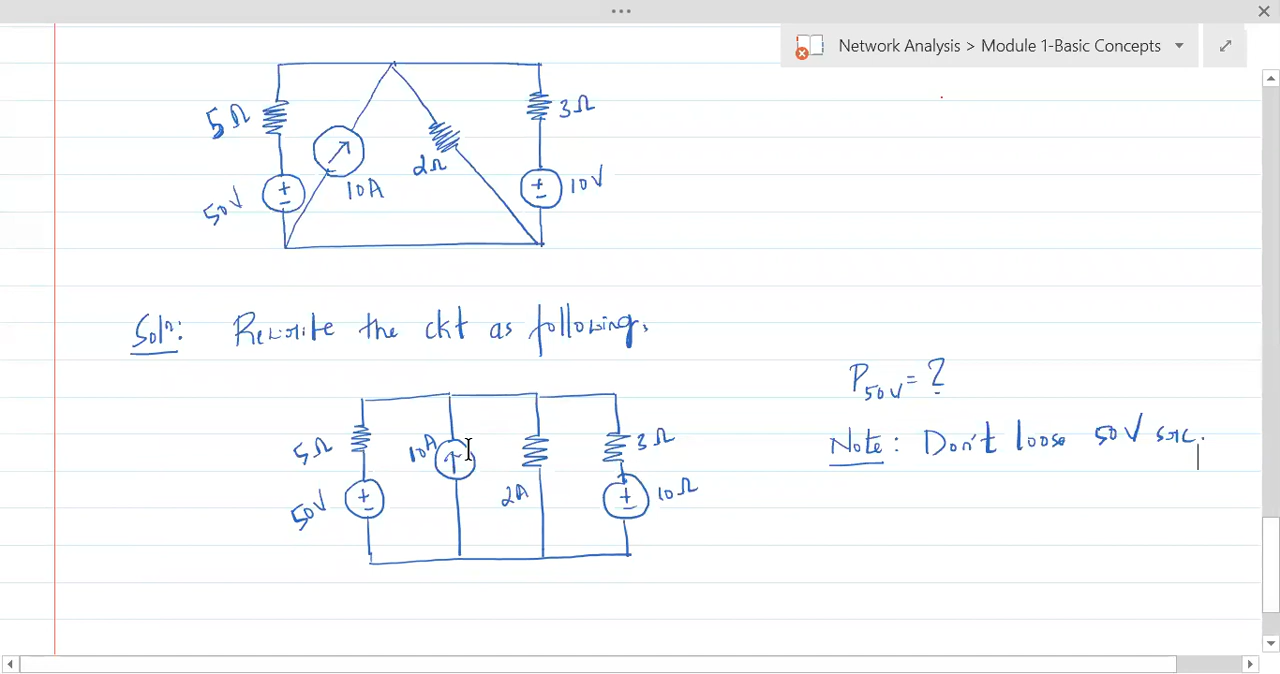 Network Analysis > Module 1-Basic Concepts
5Ω
3Ω
2Ω
10A
50V
10V
Soln: Rewrite the ckt as following.
P50V = ?
Note: Don't loose 50V src.
5Ω
10A
3Ω
50V
2A
10Ω